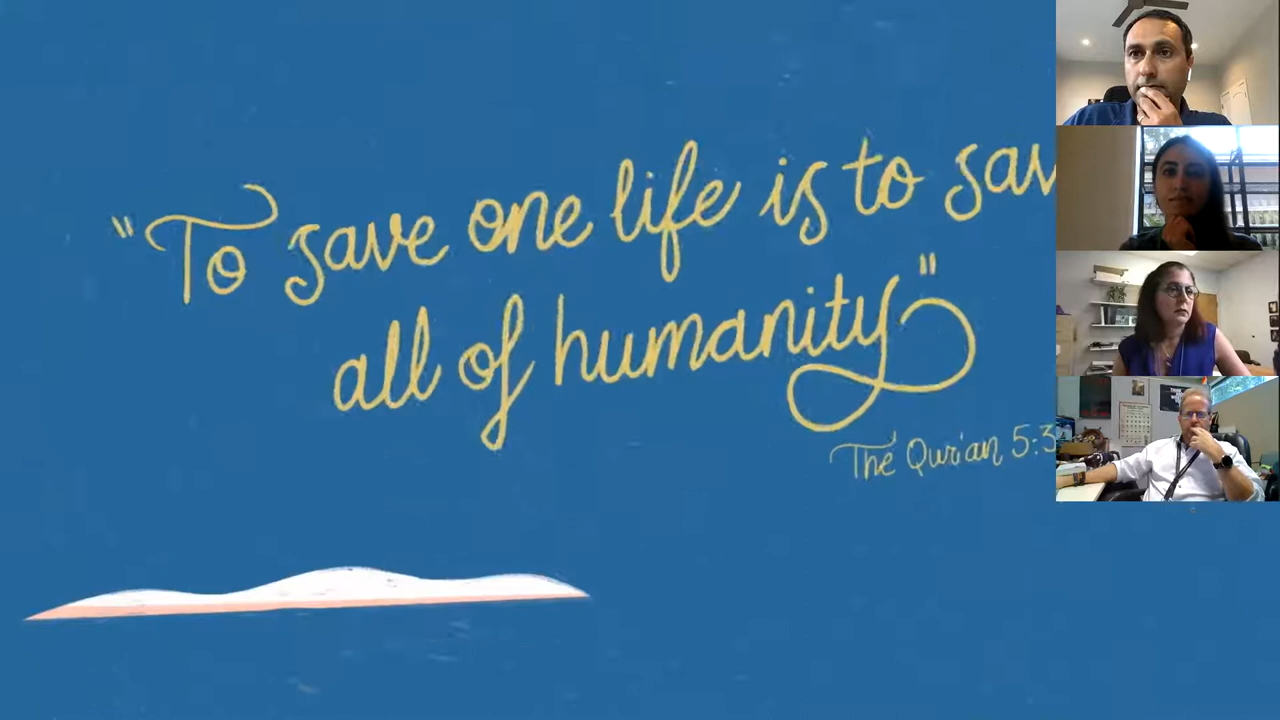 "To save one life is to sav
all of humanity"
The Qur'an 5:3